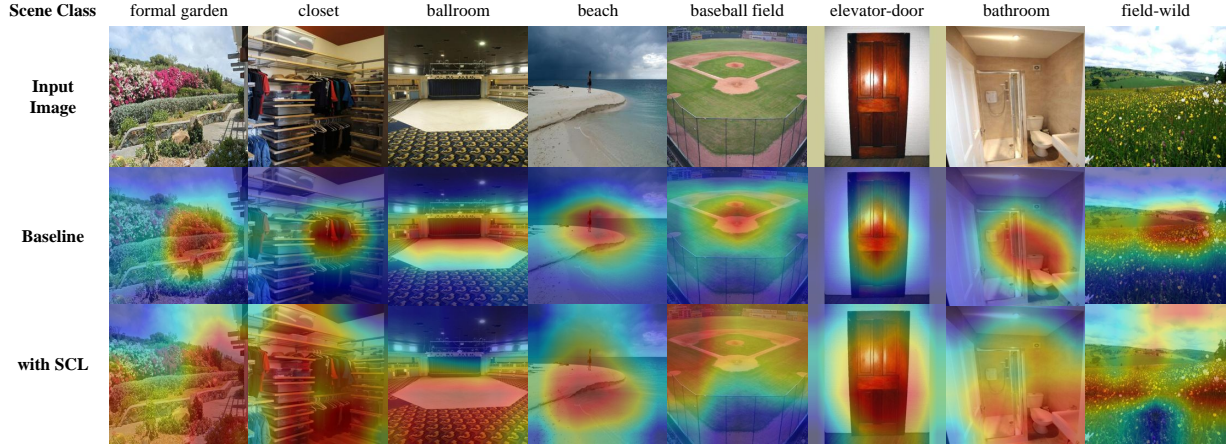 Scene Class formal garden closet ballroom beach baseball field elevator-door bathroom field-wild
Input
Image
Baseline
with SCL